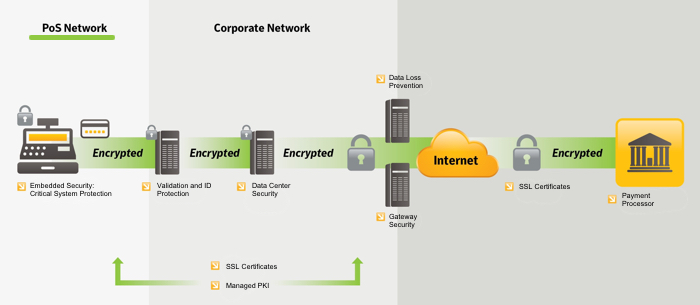 PoS Network
Corporate Network
Data Loss
Prevention
Encrypted
Encrypted
Encrypted
Internet
Encrypted
Embedded Security:
Critical System Protection
Validation and ID
Protection
Data Center
Security
SSL Certificates
Payment
Processor
Gateway
Security
SSL Certificates
Managed PKI